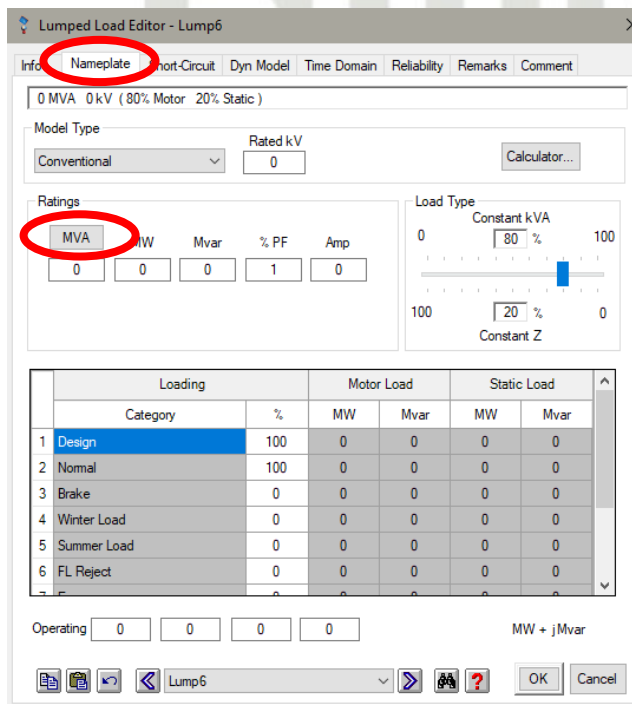 Lumped Load Editor - Lump6
Info Nameplate Short-Circuit Dyn Model Time Domain Reliability Remarks Comment
0 MVA 0 kV ( 80% Motor 20% Static )
Model Type
Conventional
Rated kV
0
Calculator...
Ratings
MVA MW Mvar % PF Amp
0 0 0 1 0
Load Type
Constant kVA
0 80 % 100
100 20 % 0
Constant Z
Loading Motor Load Static Load
Category % MW Mvar MW Mvar
1 Design 100 0 0 0 0
2 Normal 100 0 0 0 0
3 Brake 0 0 0 0 0
4 Winter Load 0 0 0 0 0
5 Summer Load 0 0 0 0 0
6 FL Reject 0 0 0 0 0
Operating 0 0 0 0 MW + jMvar
Lump6 OK Cancel